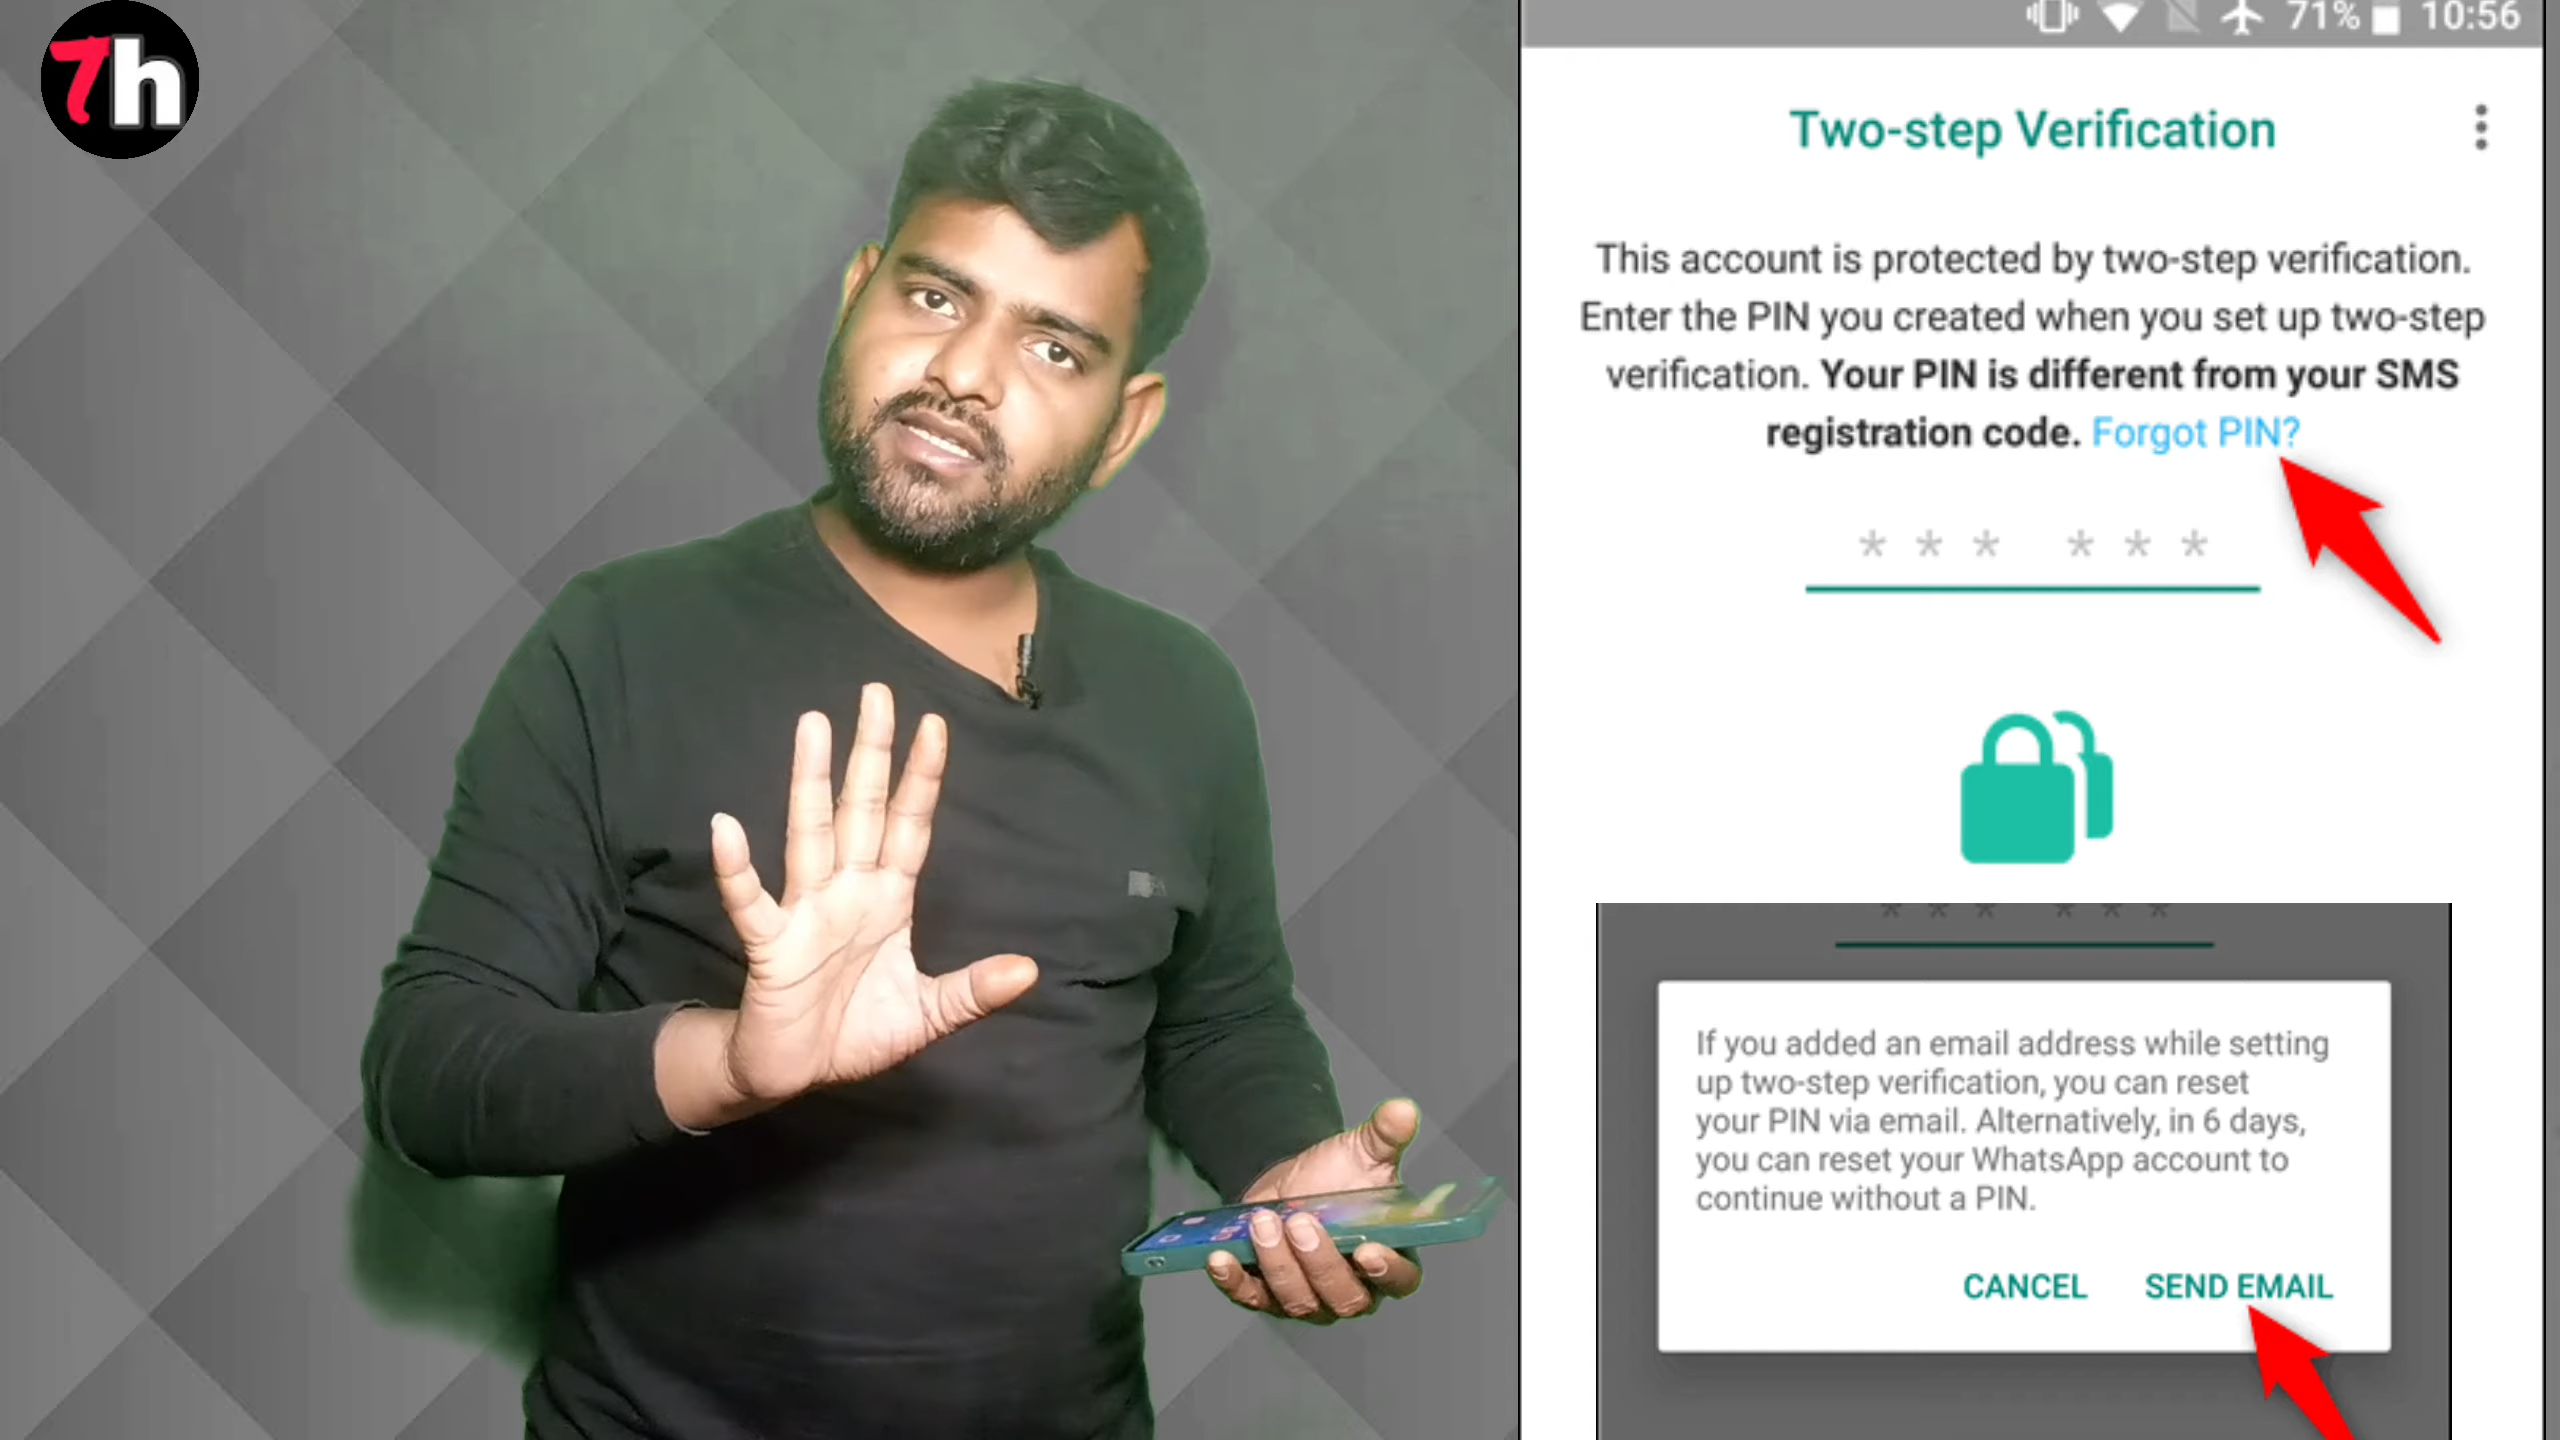 7h
71% 10:56
Two-step Verification
This account is protected by two-step verification.
Enter the PIN you created when you set up two-step
verification. Your PIN is different from your SMS
registration code. Forgot PIN?
* * * * * *
* * * * * *
If you added an email address while setting
up two-step verification, you can reset
your PIN via email. Alternatively, in 6 days,
you can reset your WhatsApp account to
continue without a PIN.
CANCEL SEND EMAIL